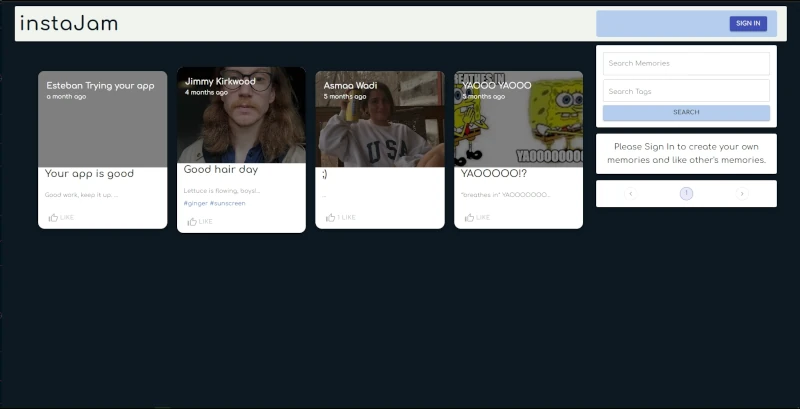 instaJam
SIGN IN
Esteban Trying your app
a month ago
Your app is good
Good work, keep it up. ...
LIKE
Jimmy Kirkwood
4 months ago
Good hair day
Lettuce is flowing, boys!...
#ginger #sunscreen
LIKE
Asmaa Wadi
5 months ago
USA
;)
...
1 LIKE
BREATHES IN
YAOOO YAOOO
5 months ago
YAOOOOOO
YAOOOOO!?
*breathes in* YAOOOOOOO...
LIKE
Search Memories
Search Tags
SEARCH
Please Sign In to create your own
memories and like other's memories.
1